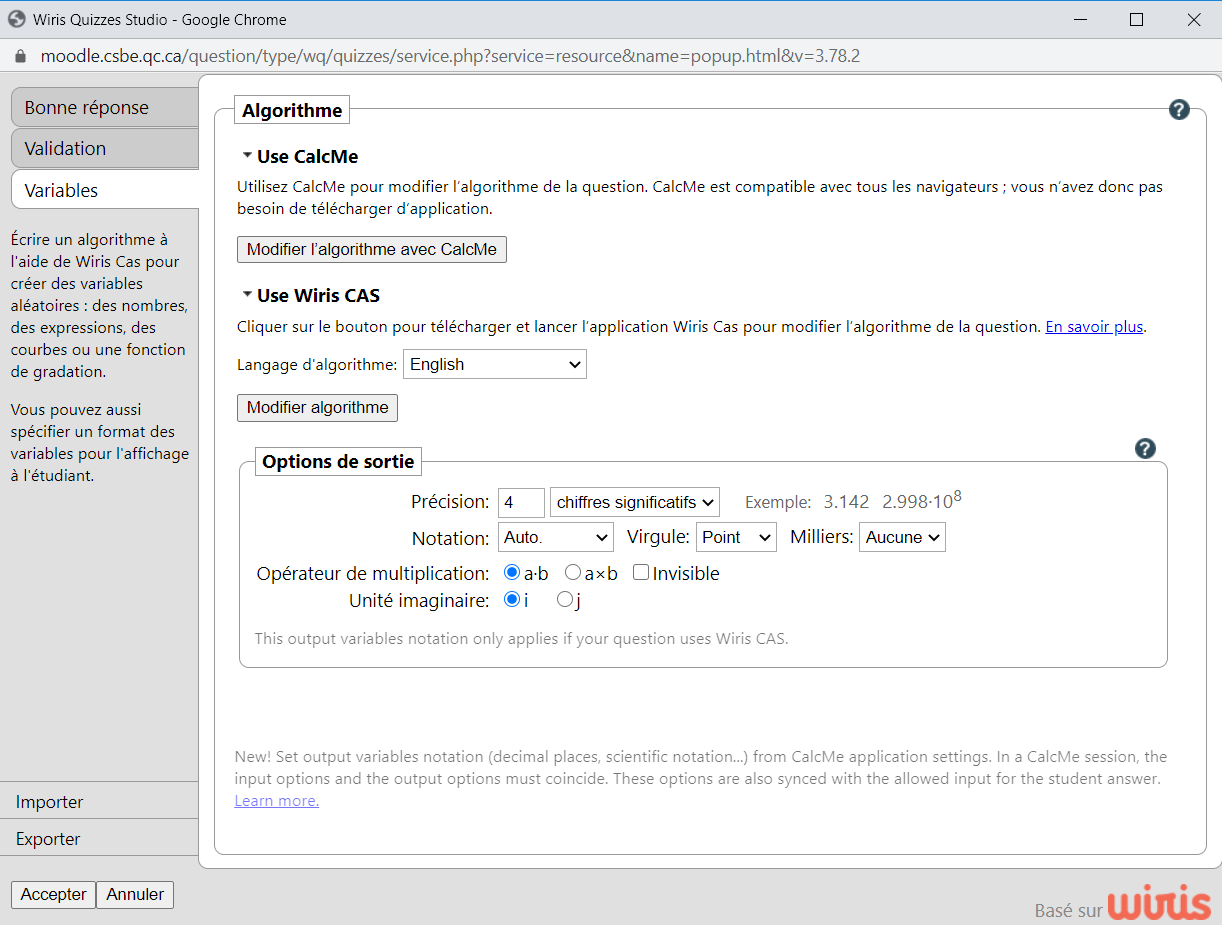 Wiris Quizzes Studio - Google Chrome
moodle.csbe.qc.ca/question/type/wq/quizzes/service.php?service=resource&name=popup.html&v=3.78.2
Bonne réponse
Validation
Variables
Écrire un algorithme à
l'aide de Wiris Cas pour
créer des variables
aléatoires : des nombres,
des expressions, des
courbes ou une fonction
de gradation.
Vous pouvez aussi
spécifier un format des
variables pour l'affichage
à l'étudiant.
Importer
Exporter
Accepter Annuler
Algorithme ?
Use CalcMe
Utilisez CalcMe pour modifier l’algorithme de la question. CalcMe est compatible avec tous les navigateurs ; vous n’avez donc pas
besoin de télécharger d’application.
Modifier l’algorithme avec CalcMe
Use Wiris CAS
Cliquer sur le bouton pour télécharger et lancer l’application Wiris Cas pour modifier l’algorithme de la question. En savoir plus.
Langage d'algorithme: English
Modifier algorithme
Options de sortie ?
Précision: 4 chiffres significatifs Exemple: 3.142 2.998·10⁸
Notation: Auto. Virgule: Point Milliers: Aucune
Opérateur de multiplication: a·b a×b Invisible
Unité imaginaire: i j
This output variables notation only applies if your question uses Wiris CAS.
New! Set output variables notation (decimal places, scientific notation...) from CalcMe application settings. In a CalcMe session, the
input options and the output options must coincide. These options are also synced with the allowed input for the student answer.
Learn more.
Basé sur wiris